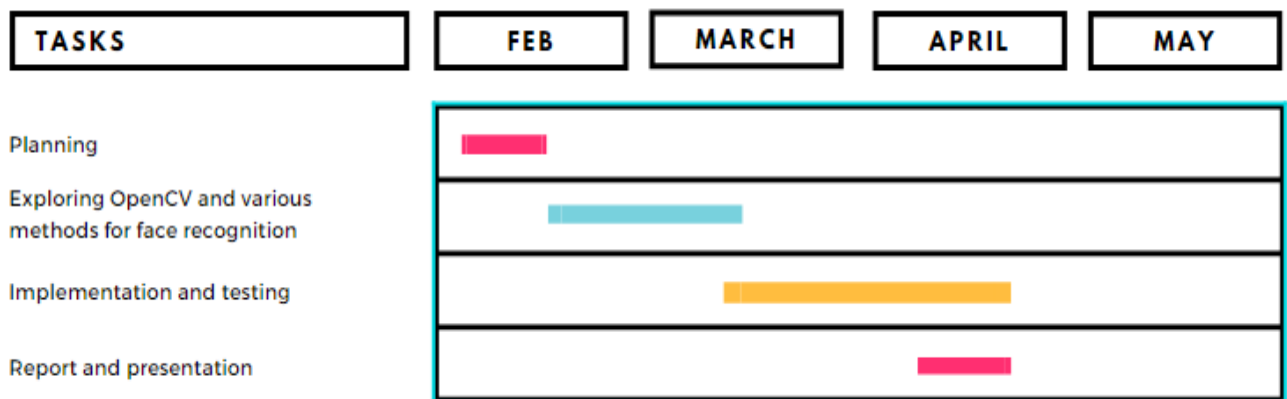 TASKS
FEB
MARCH
APRIL
MAY
Planning
Exploring OpenCV and various
methods for face recognition
Implementation and testing
Report and presentation